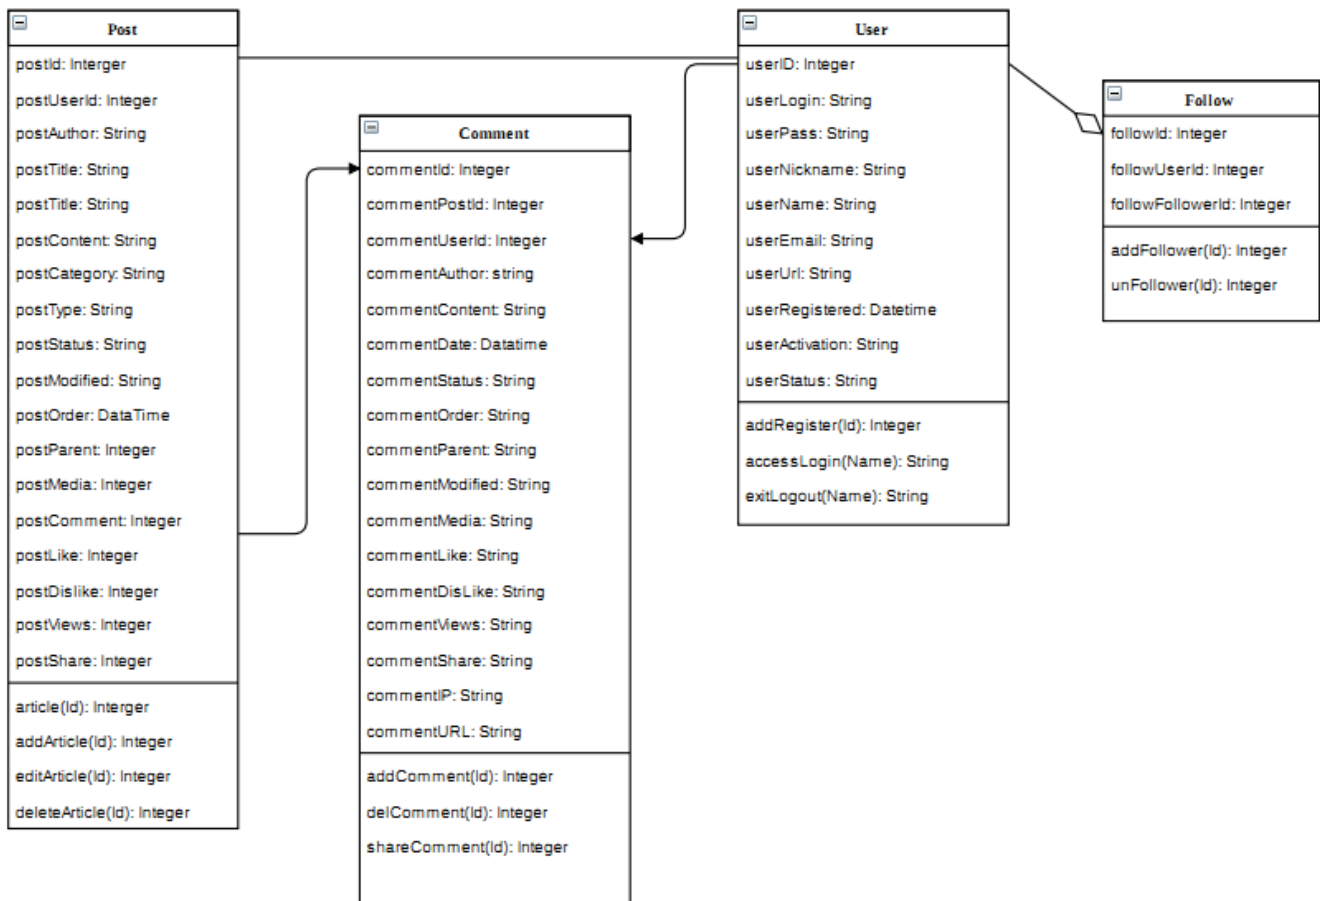 Post
postId: Interger
postUserId: Integer
postAuthor: String
postTitle: String
postTitle: String
postContent: String
postCategory: String
postType: String
postStatus: String
postModified: String
postOrder: DataTime
postParent: Integer
postMedia: Integer
postComment: Integer
postLike: Integer
postDislike: Integer
postViews: Integer
postShare: Integer
article(Id): Interger
addArticle(Id): Integer
editArticle(Id): Integer
deleteArticle(Id): Integer
Comment
commentId: Integer
commentPostId: Integer
commentUserId: Integer
commentAuthor: string
commentContent: String
commentDate: Datatime
commentStatus: String
commentOrder: String
commentParent: String
commentModified: String
commentMedia: String
commentLike: String
commentDisLike: String
commentViews: String
commentShare: String
commentIP: String
commentURL: String
addComment(Id): Integer
delComment(Id): Integer
shareComment(Id): Integer
User
userID: Integer
userLogin: String
userPass: String
userNickname: String
userName: String
userEmail: String
userUrl: String
userRegistered: Datetime
userActivation: String
userStatus: String
addRegister(Id): Integer
accessLogin(Name): String
exitLogout(Name): String
Follow
followId: Integer
followUserId: Integer
followFollowerId: Integer
addFollower(Id): Integer
unFollower(Id): Integer